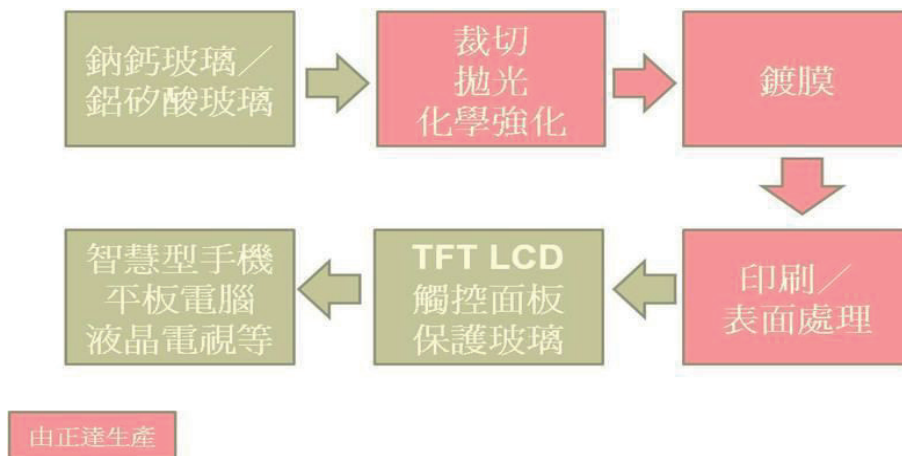 鈉鈣玻璃／
鋁矽酸玻璃
裁切
拋光
化學強化
鍍膜
印刷／
表面處理
TFT LCD
觸控面板
保護玻璃
智慧型手機
平板電腦
液晶電視等
由正達生產